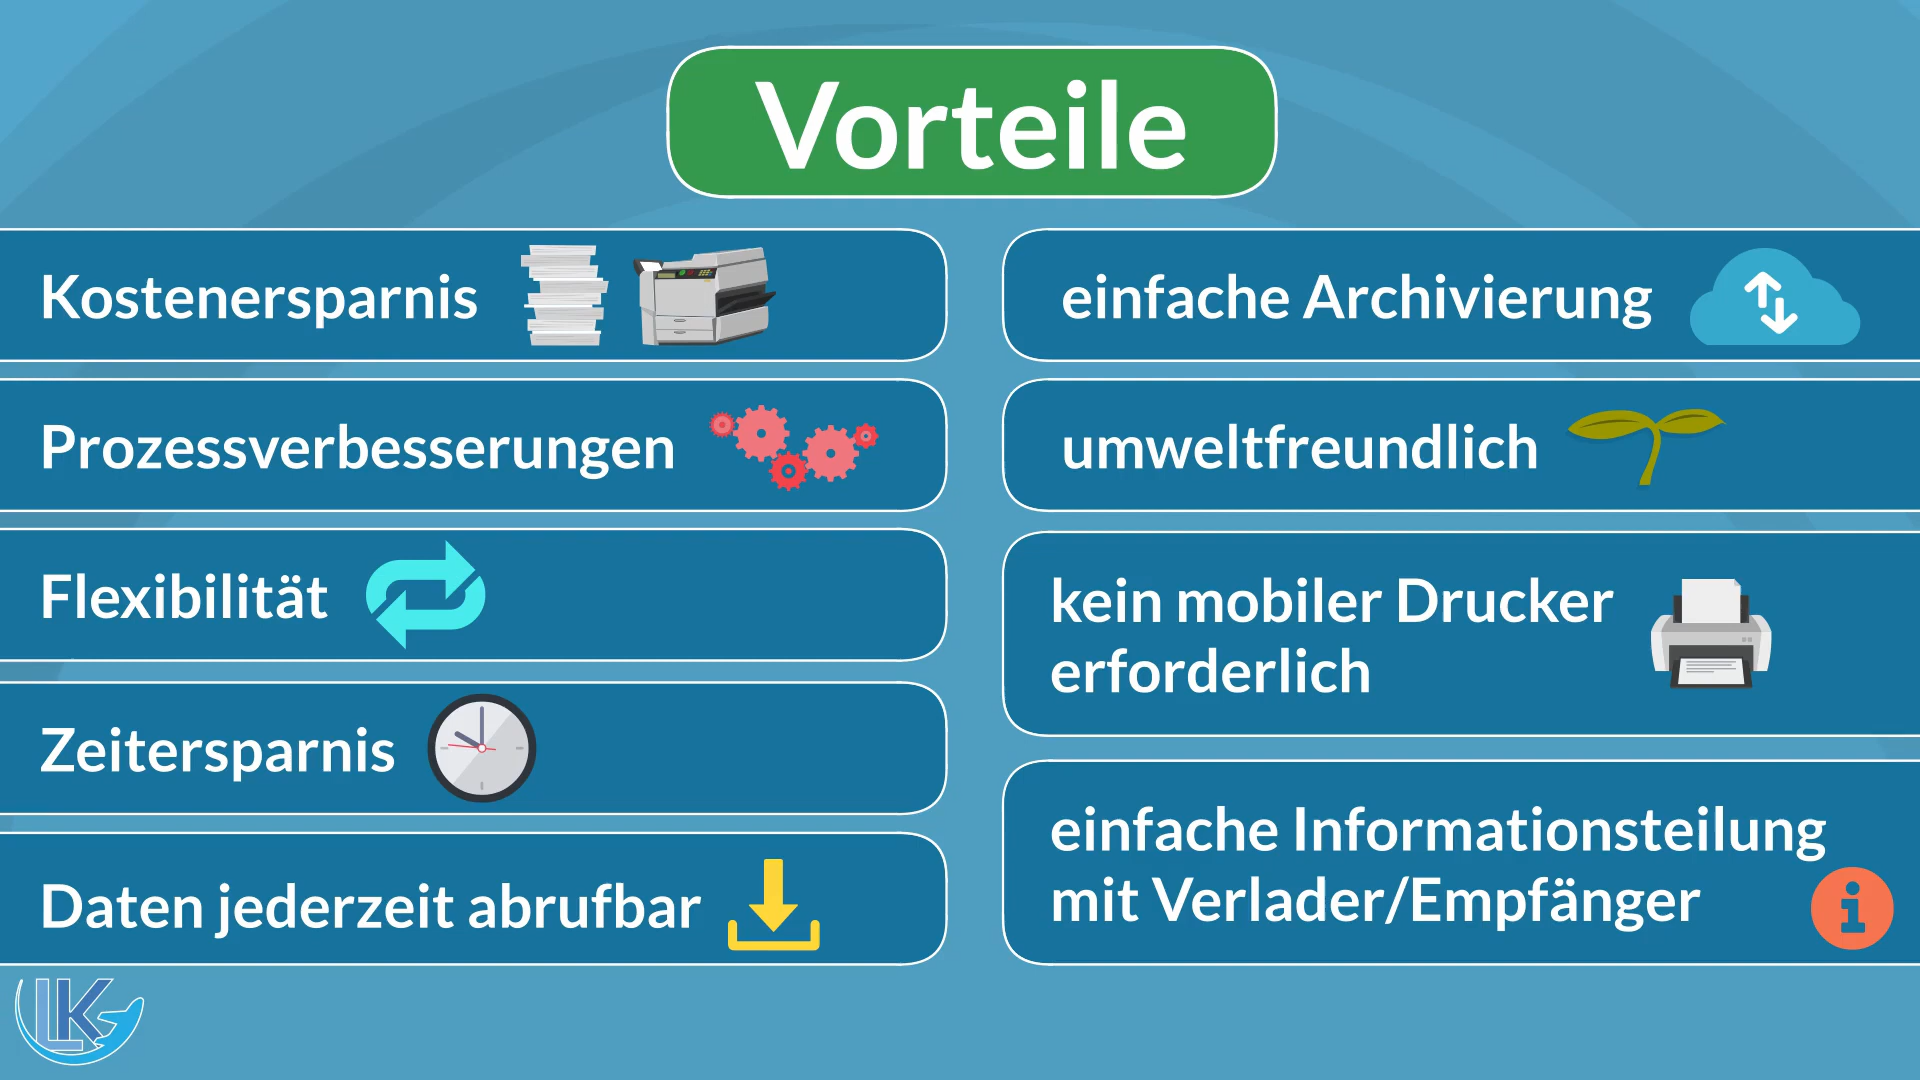 Vorteile
Kostenersparnis
Prozessverbesserungen
Flexibilität
Zeitersparnis
Daten jederzeit abrufbar
einfache Archivierung
umweltfreundlich
kein mobiler Drucker
erforderlich
einfache Informationsteilung
mit Verlader/Empfänger
LK